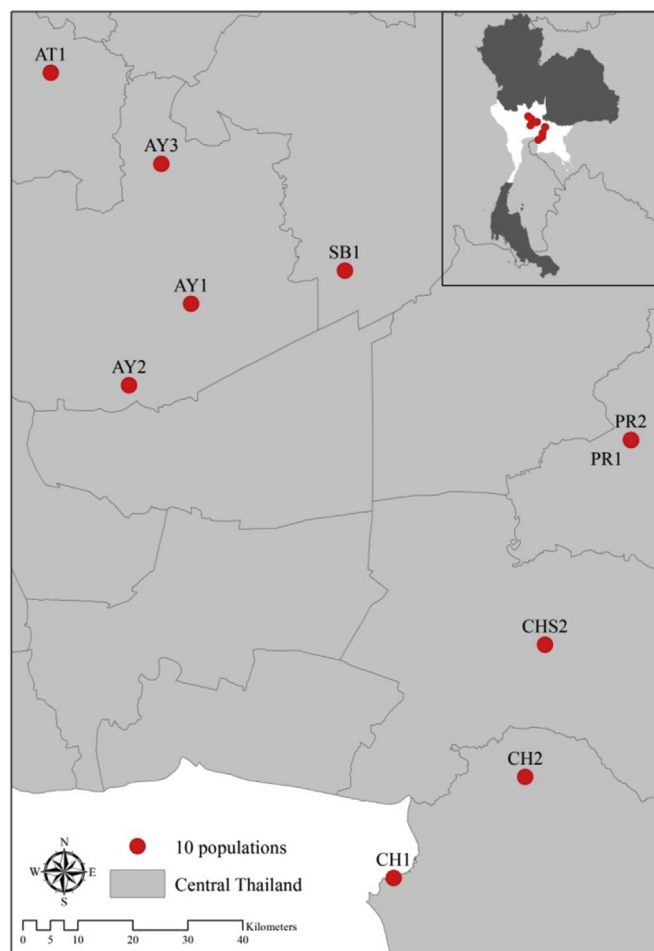 AT1
AY3
SB1
AY1
AY2
PR2
PR1
CHS2
CH2
CH1
N
W E
S
10 populations
Central Thailand
0 5 10 20 30 40 Kilometers